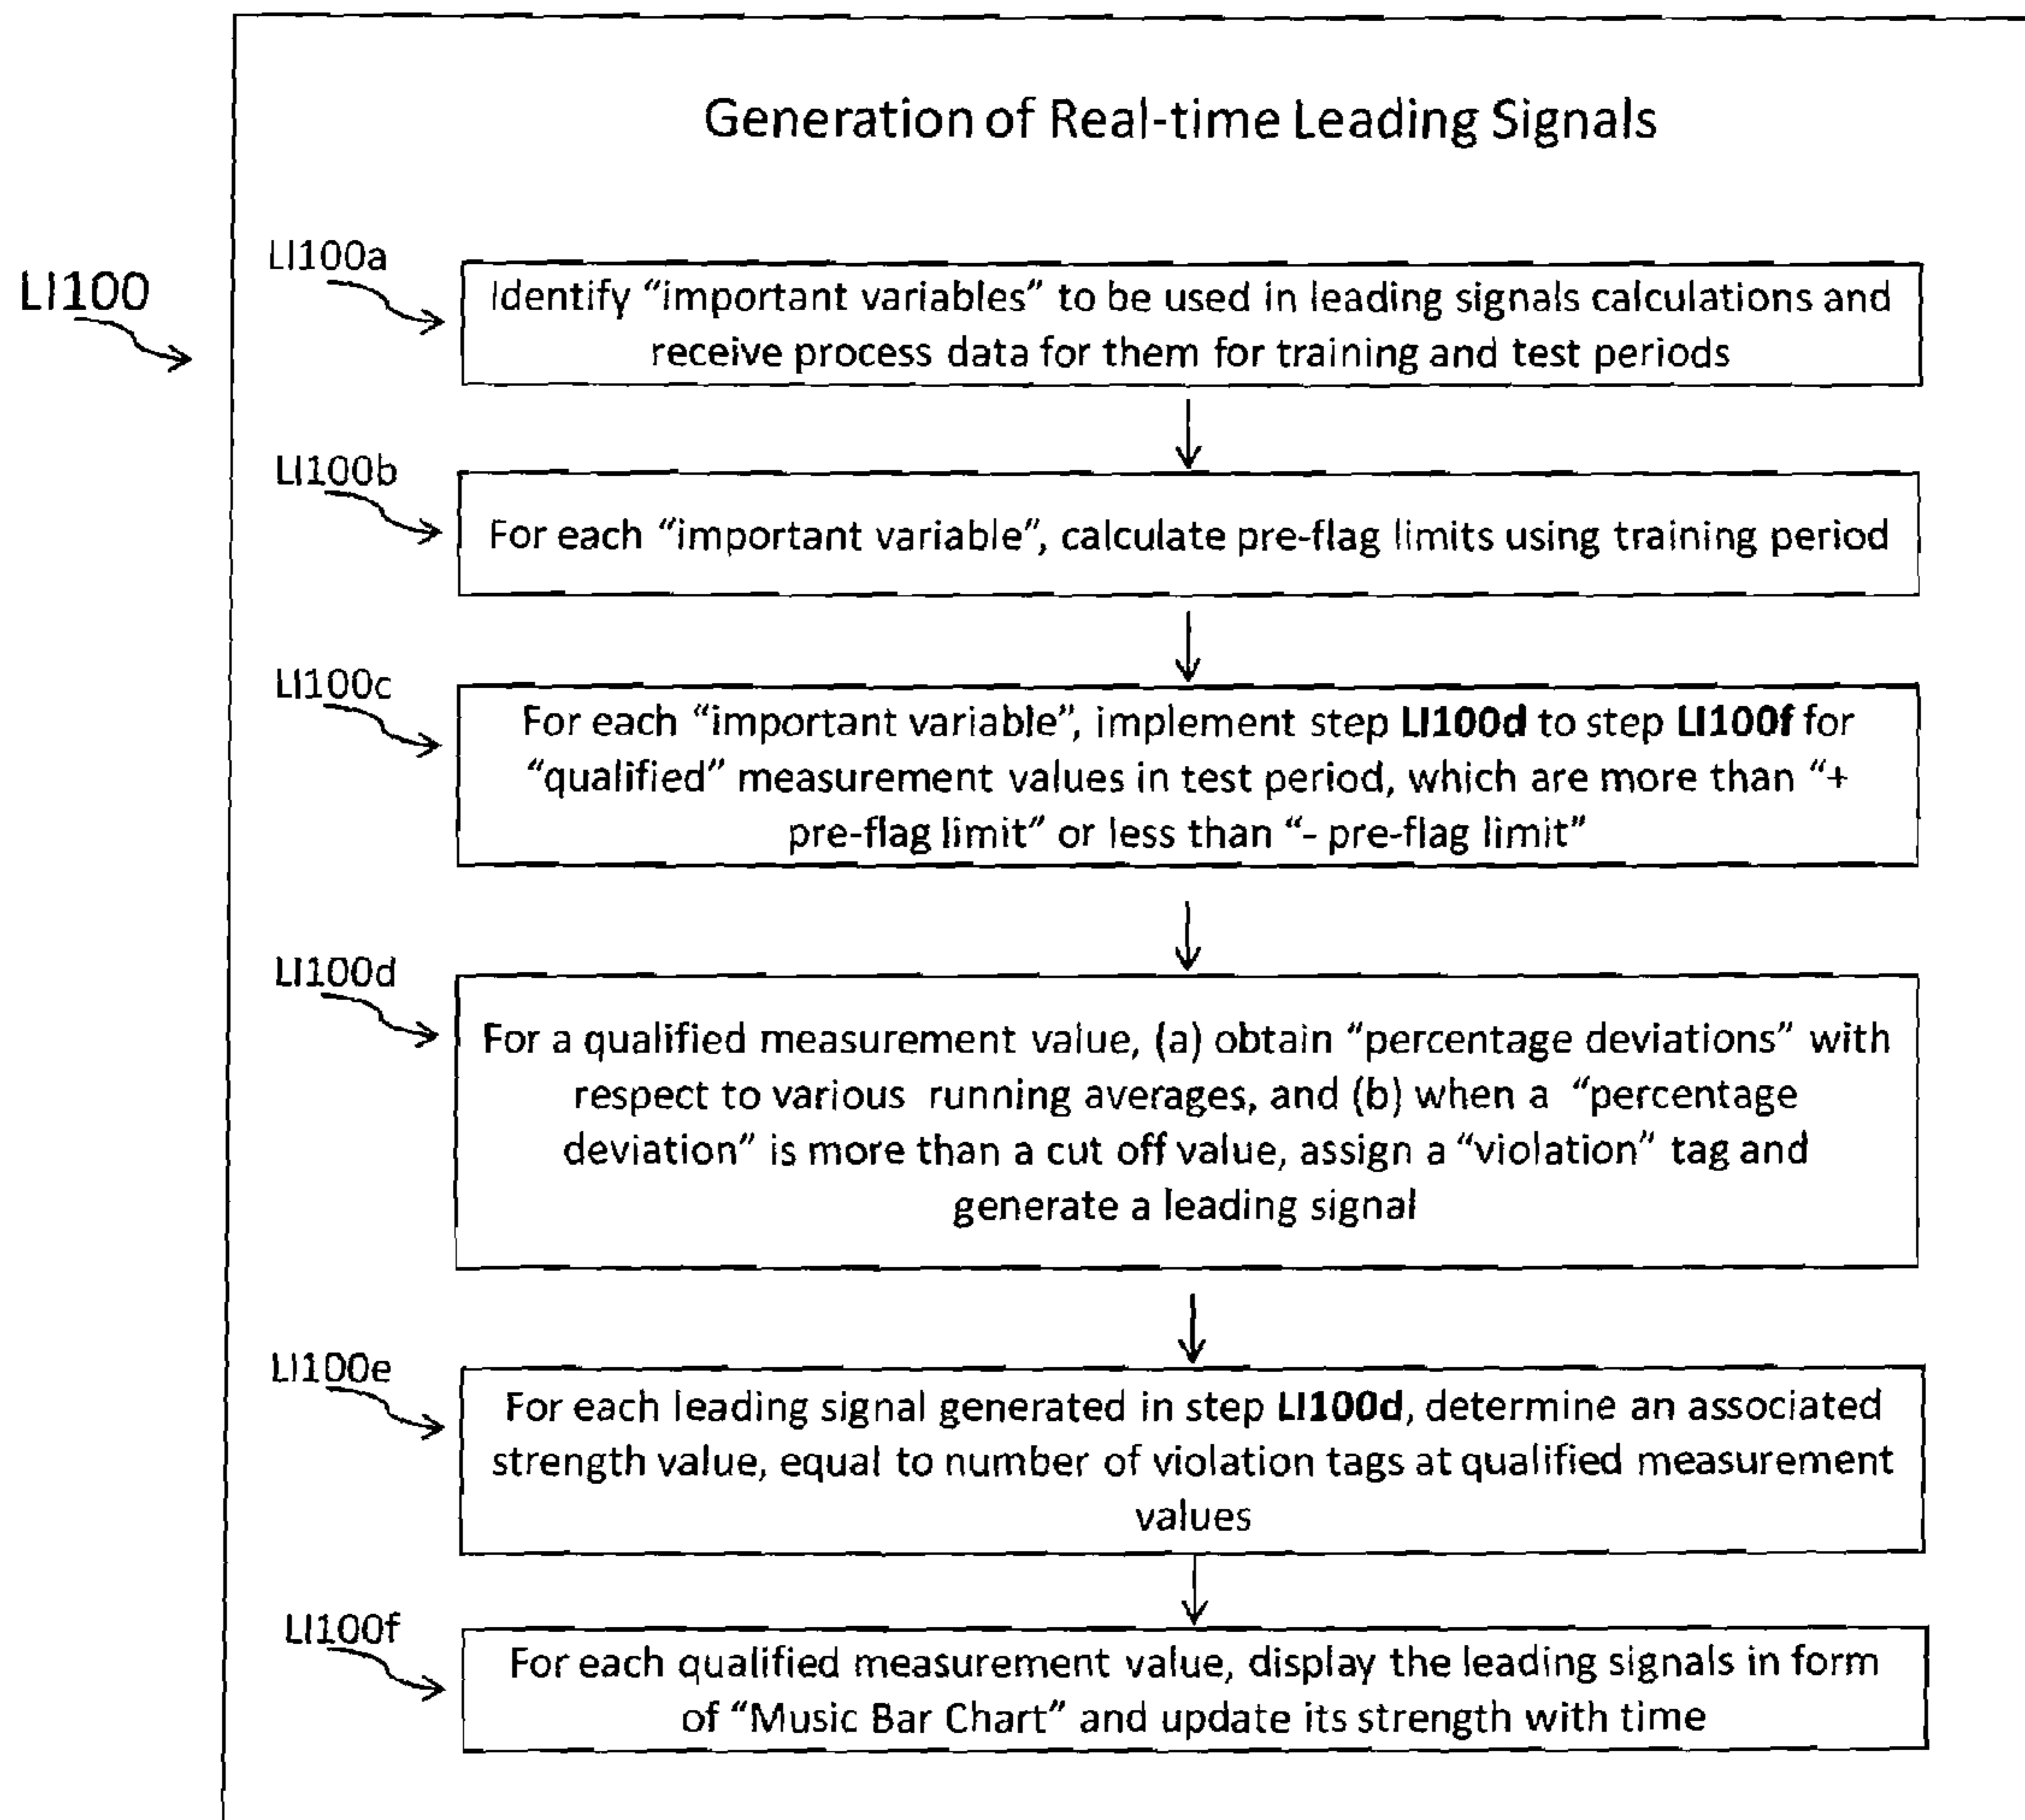 Generation of Real-time Leading Signals
LI100
LI100a
Identify “important variables” to be used in leading signals calculations and
receive process data for them for training and test periods
LI100b
For each “important variable”, calculate pre-flag limits using training period
LI100c
For each “important variable”, implement step LI100d to step LI100f for
“qualified” measurement values in test period, which are more than “+
pre-flag limit” or less than “- pre-flag limit”
LI100d
For a qualified measurement value, (a) obtain “percentage deviations” with
respect to various running averages, and (b) when a “percentage
deviation” is more than a cut off value, assign a “violation” tag and
generate a leading signal
LI100e
For each leading signal generated in step LI100d, determine an associated
strength value, equal to number of violation tags at qualified measurement
values
LI100f
For each qualified measurement value, display the leading signals in form
of “Music Bar Chart” and update its strength with time